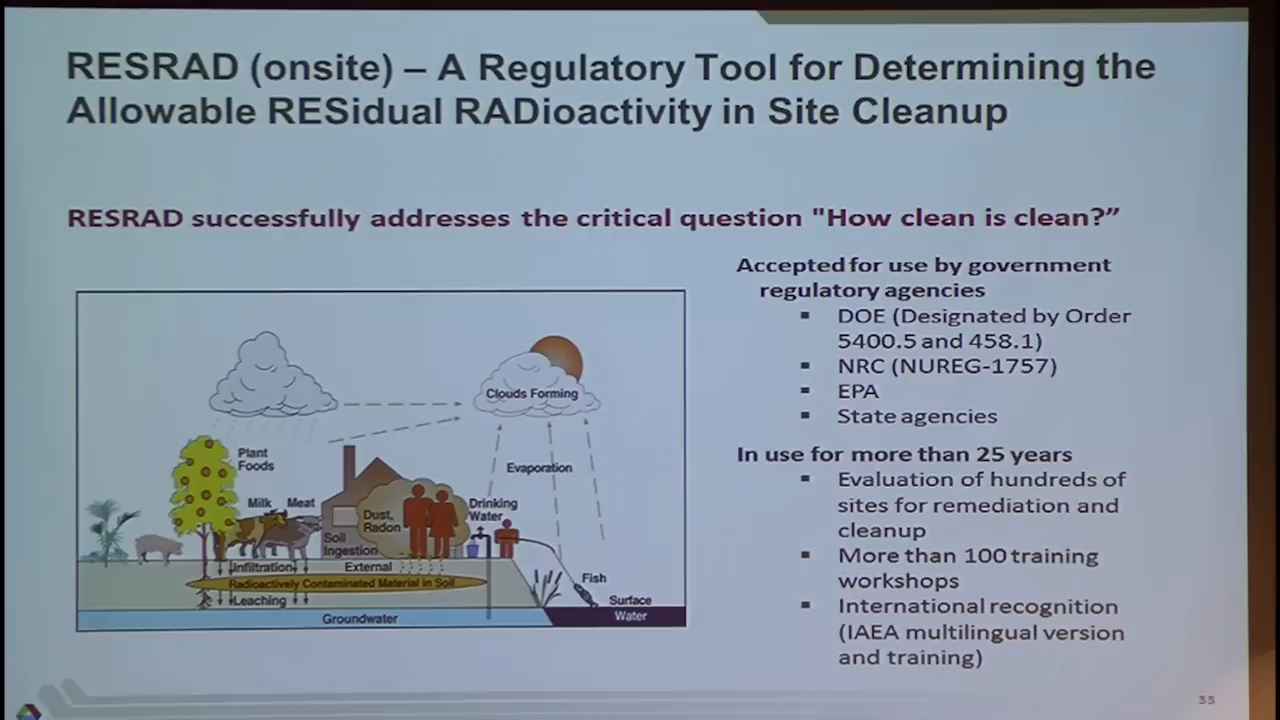 RESRAD (onsite) – A Regulatory Tool for Determining the
Allowable RESidual RADioactivity in Site Cleanup
RESRAD successfully addresses the critical question "How clean is clean?”
Accepted for use by government
regulatory agencies
▪ DOE (Designated by Order
5400.5 and 458.1)
▪ NRC (NUREG-1757)
▪ EPA
▪ State agencies
In use for more than 25 years
▪ Evaluation of hundreds of
sites for remediation and
cleanup
▪ More than 100 training
workshops
▪ International recognition
(IAEA multilingual version
and training)
Clouds Forming
Plant
Foods
Evaporation
Milk
Meat
Dust,
Radon
Drinking
Water
Soil
Ingestion
Infiltration
External
Radioactively Contaminated Material in Soil
Leaching
Fish
Surface
Water
Groundwater
33